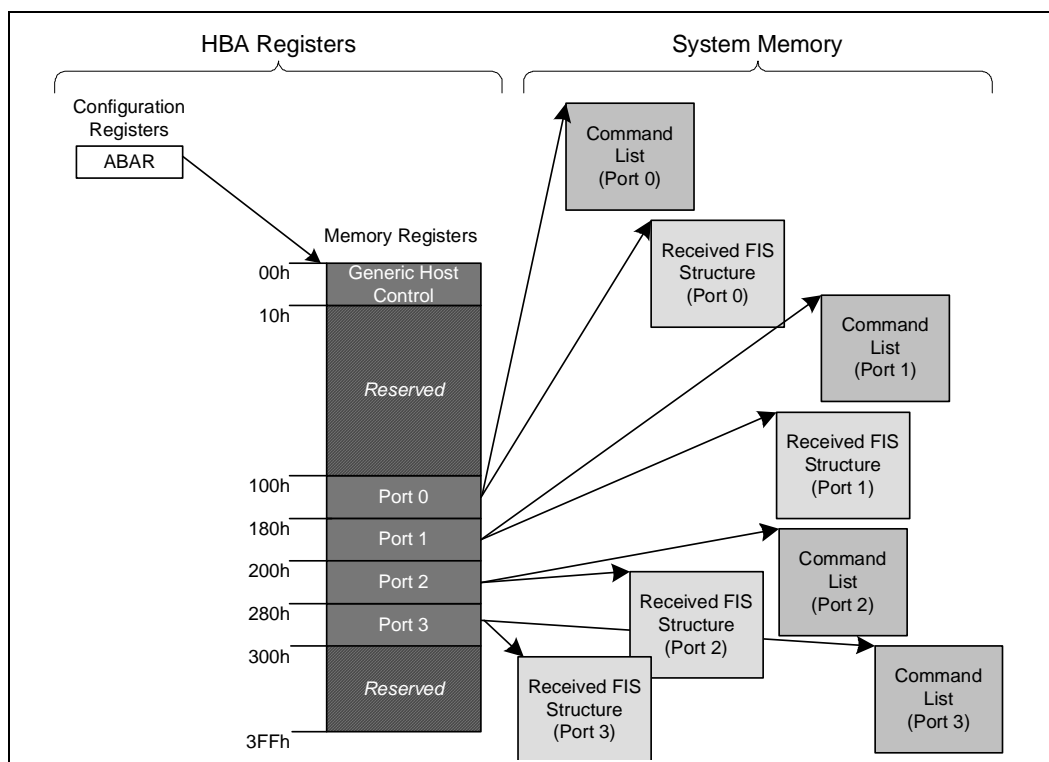 HBA Registers
System Memory
Configuration
Registers
ABAR
Memory Registers
00h
Generic Host
Control
10h
Reserved
100h
Port 0
180h
Port 1
200h
Port 2
280h
Port 3
300h
Reserved
3FFh
Command
List
(Port 0)
Received FIS
Structure
(Port 0)
Command
List
(Port 1)
Received FIS
Structure
(Port 1)
Command
List
(Port 2)
Received FIS
Structure
(Port 2)
Received FIS
Structure
(Port 3)
Command
List
(Port 3)